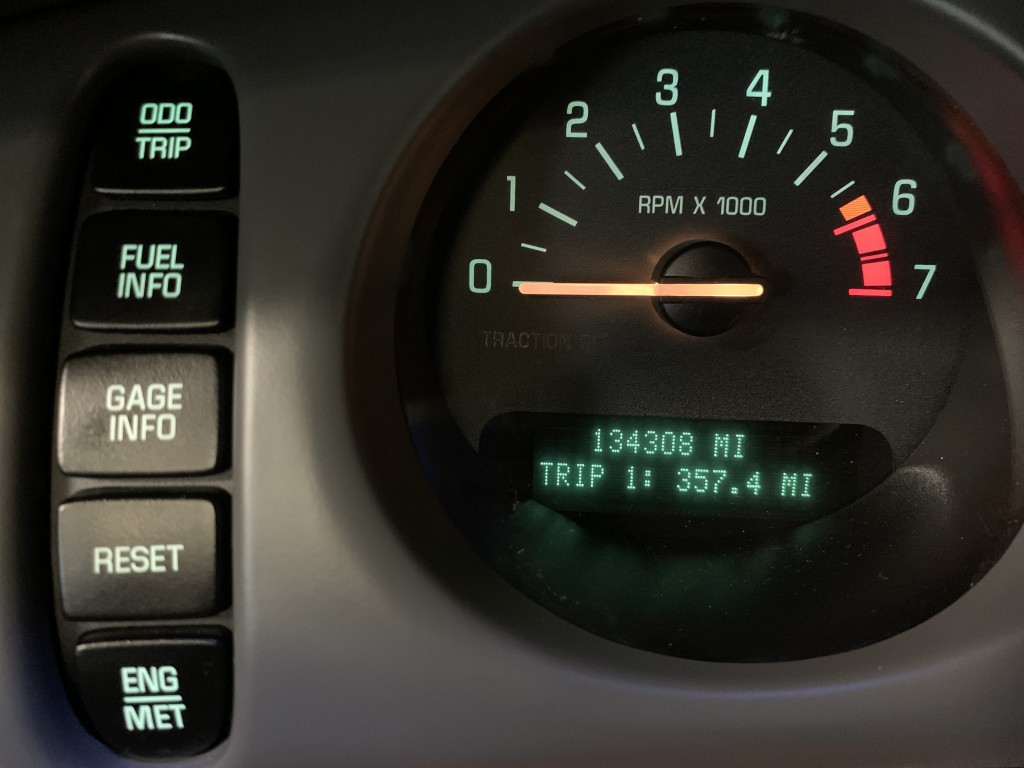 ODO
TRIP
FUEL
INFO
GAGE
INFO
RESET
ENG
MET
0
1
2
3
4
5
6
7
RPM X 1000
TRACTION
134308 MI
TRIP 1: 357.4 MI